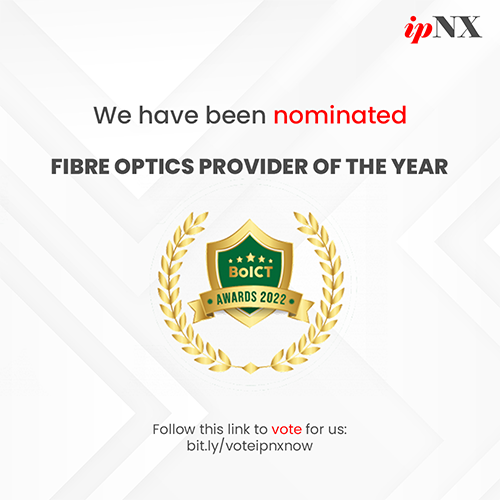 ipNX
We have been nominated
FIBRE OPTICS PROVIDER OF THE YEAR
BoICT
AWARDS 2022
Follow this link to vote for us:
bit.ly/voteipnxnow